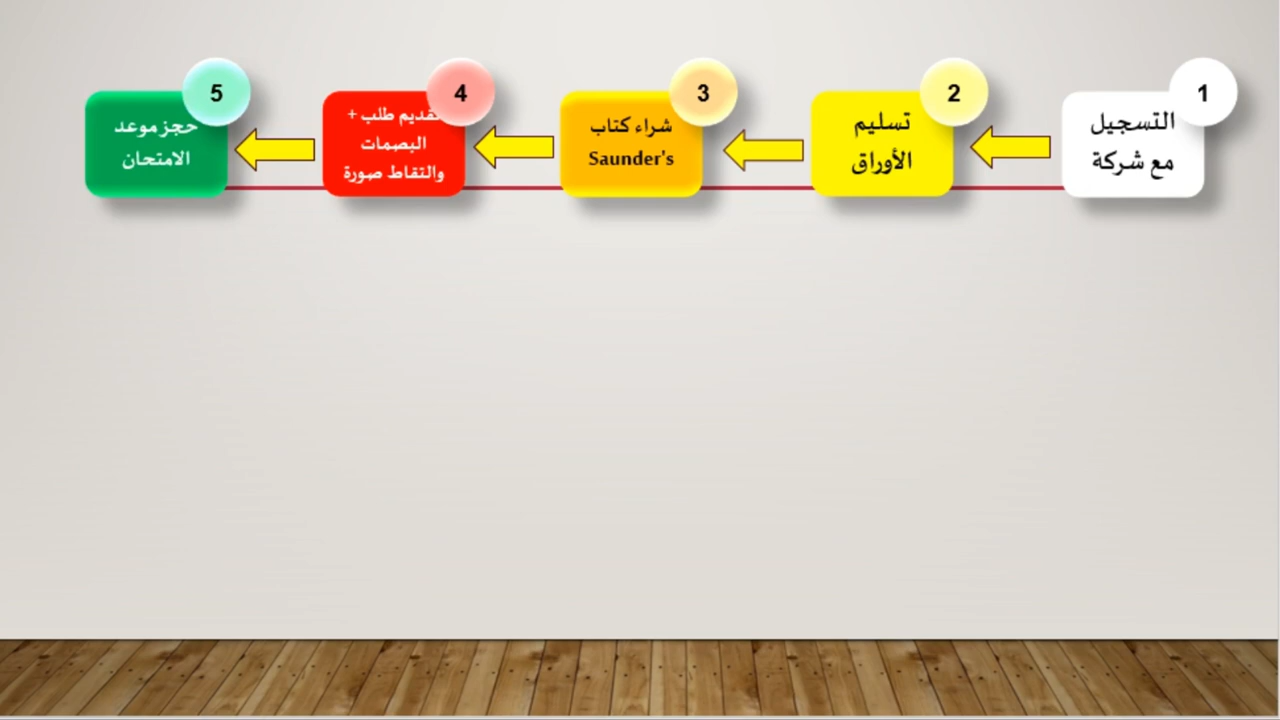 1
التسجيل
مع شركة
2
تسليم
الأوراق
3
شراء كتاب
Saunder's
4
تقديم طلب +
البصمات
والتقاط صورة
5
حجز موعد
الامتحان